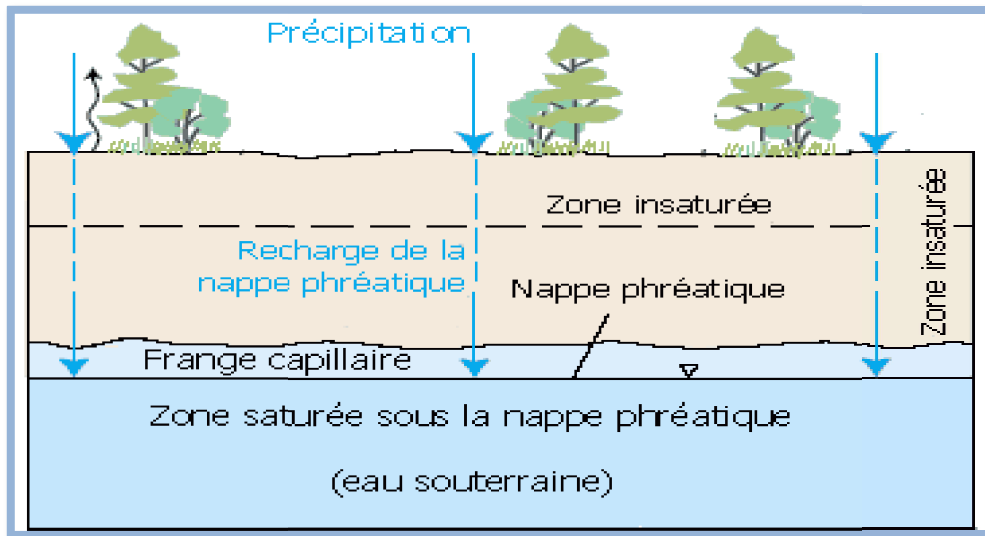 Précipitation
Zone insaturée
Zone insaturée
Recharge de la
nappe phréatique
Nappe phréatique
Frange capillaire
Zone saturée sous la nappe phréatique
(eau souterraine)